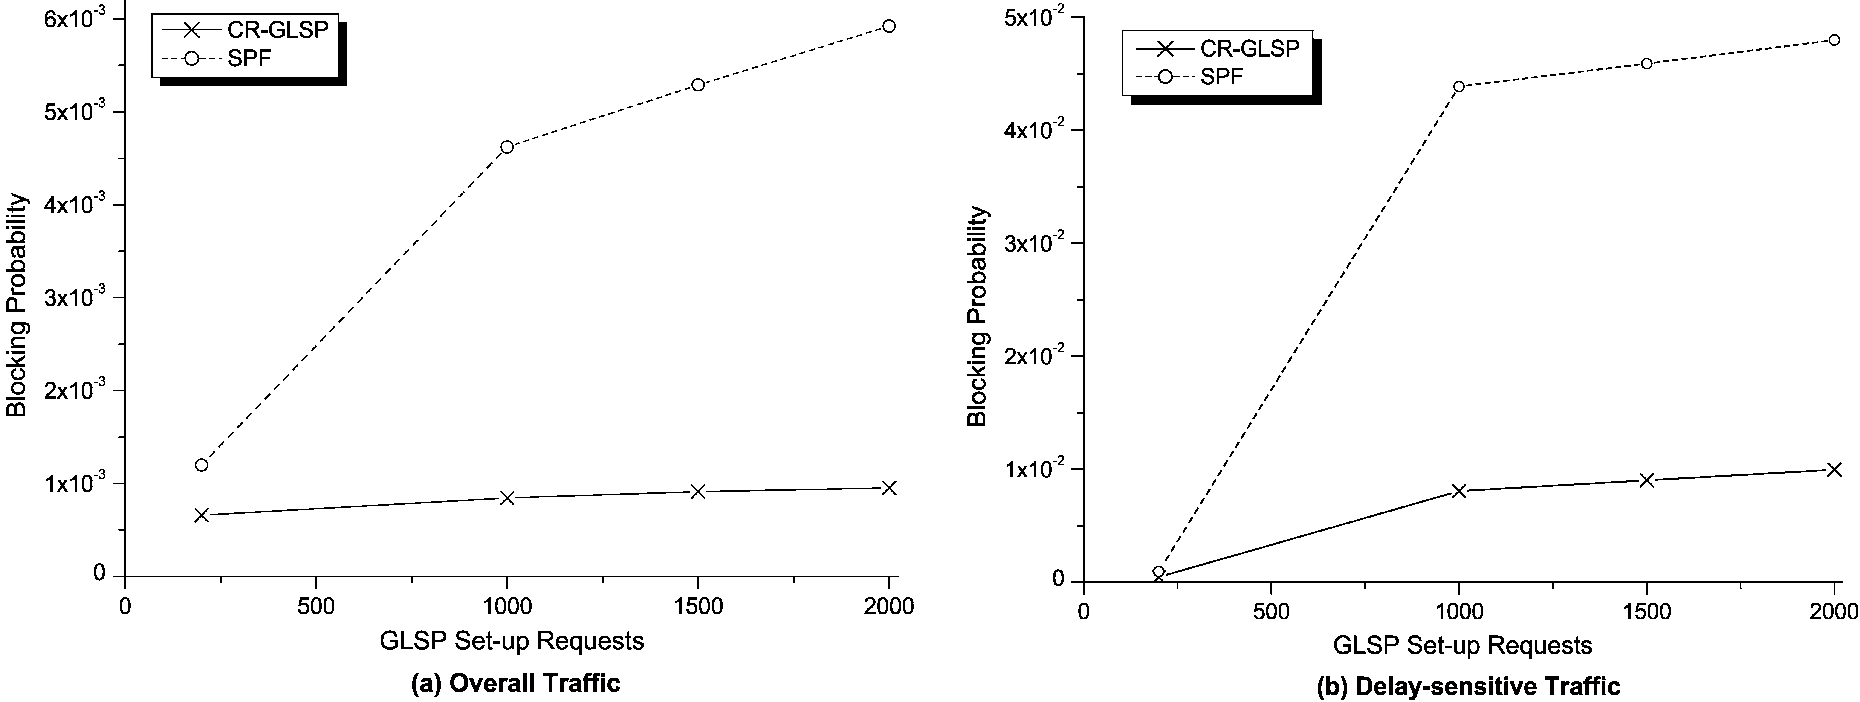 6x10⁻³
5x10⁻³
4x10⁻³
3x10⁻³
2x10⁻³
1x10⁻³
0
Blocking Probability
CR-GLSP
SPF
0 500 1000 1500 2000
GLSP Set-up Requests
(a) Overall Traffic
5x10⁻²
4x10⁻²
3x10⁻²
2x10⁻²
1x10⁻²
0
Blocking Probability
CR-GLSP
SPF
0 500 1000 1500 2000
GLSP Set-up Requests
(b) Delay-sensitive Traffic